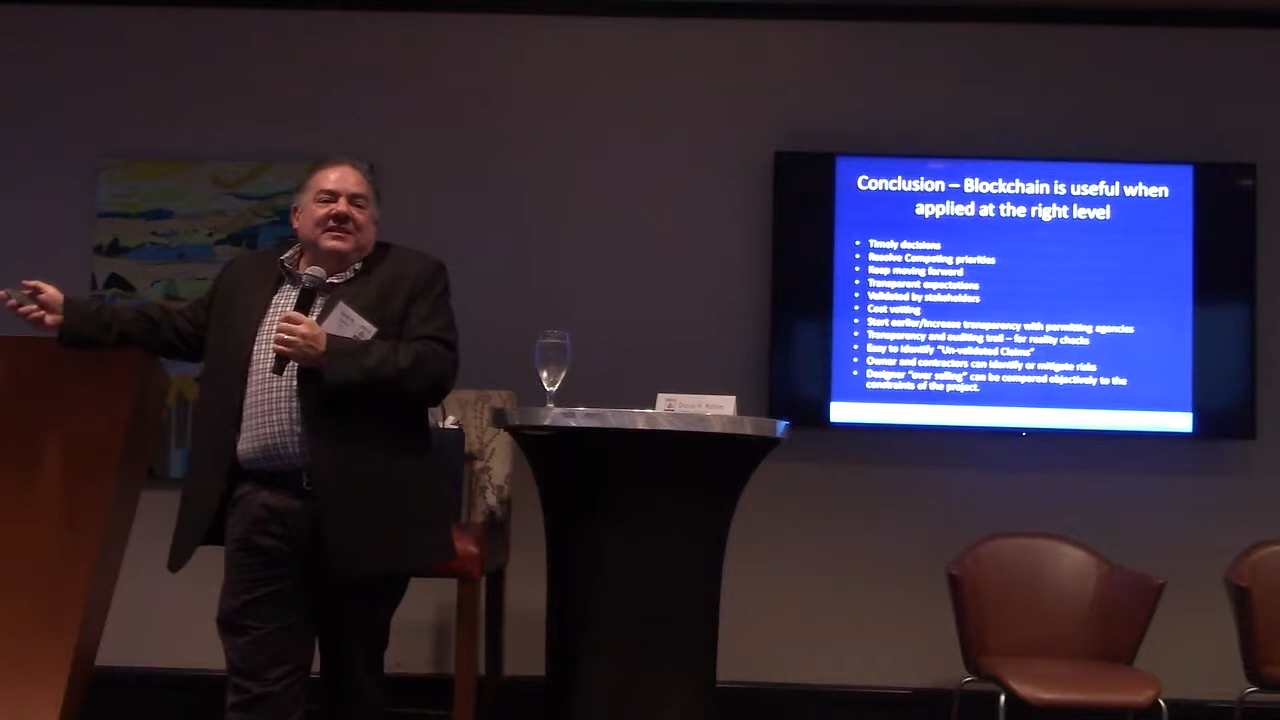 Conclusion – Blockchain is useful when
applied at the right level
• Timely decisions
• Resolve Competing priorities
• Keep moving forward
• Transparent expectations
• Validated by stakeholders
• Cost vetting
• Start earlier/increase transparency with permitting agencies
• Transparency and auditing trail – for reality checks
• Easy to Identify "Un-validated Claims"
• Owner and contractors can identify or mitigate risks
• Designer "over selling" can be compared objectively to the
constraints of the project.